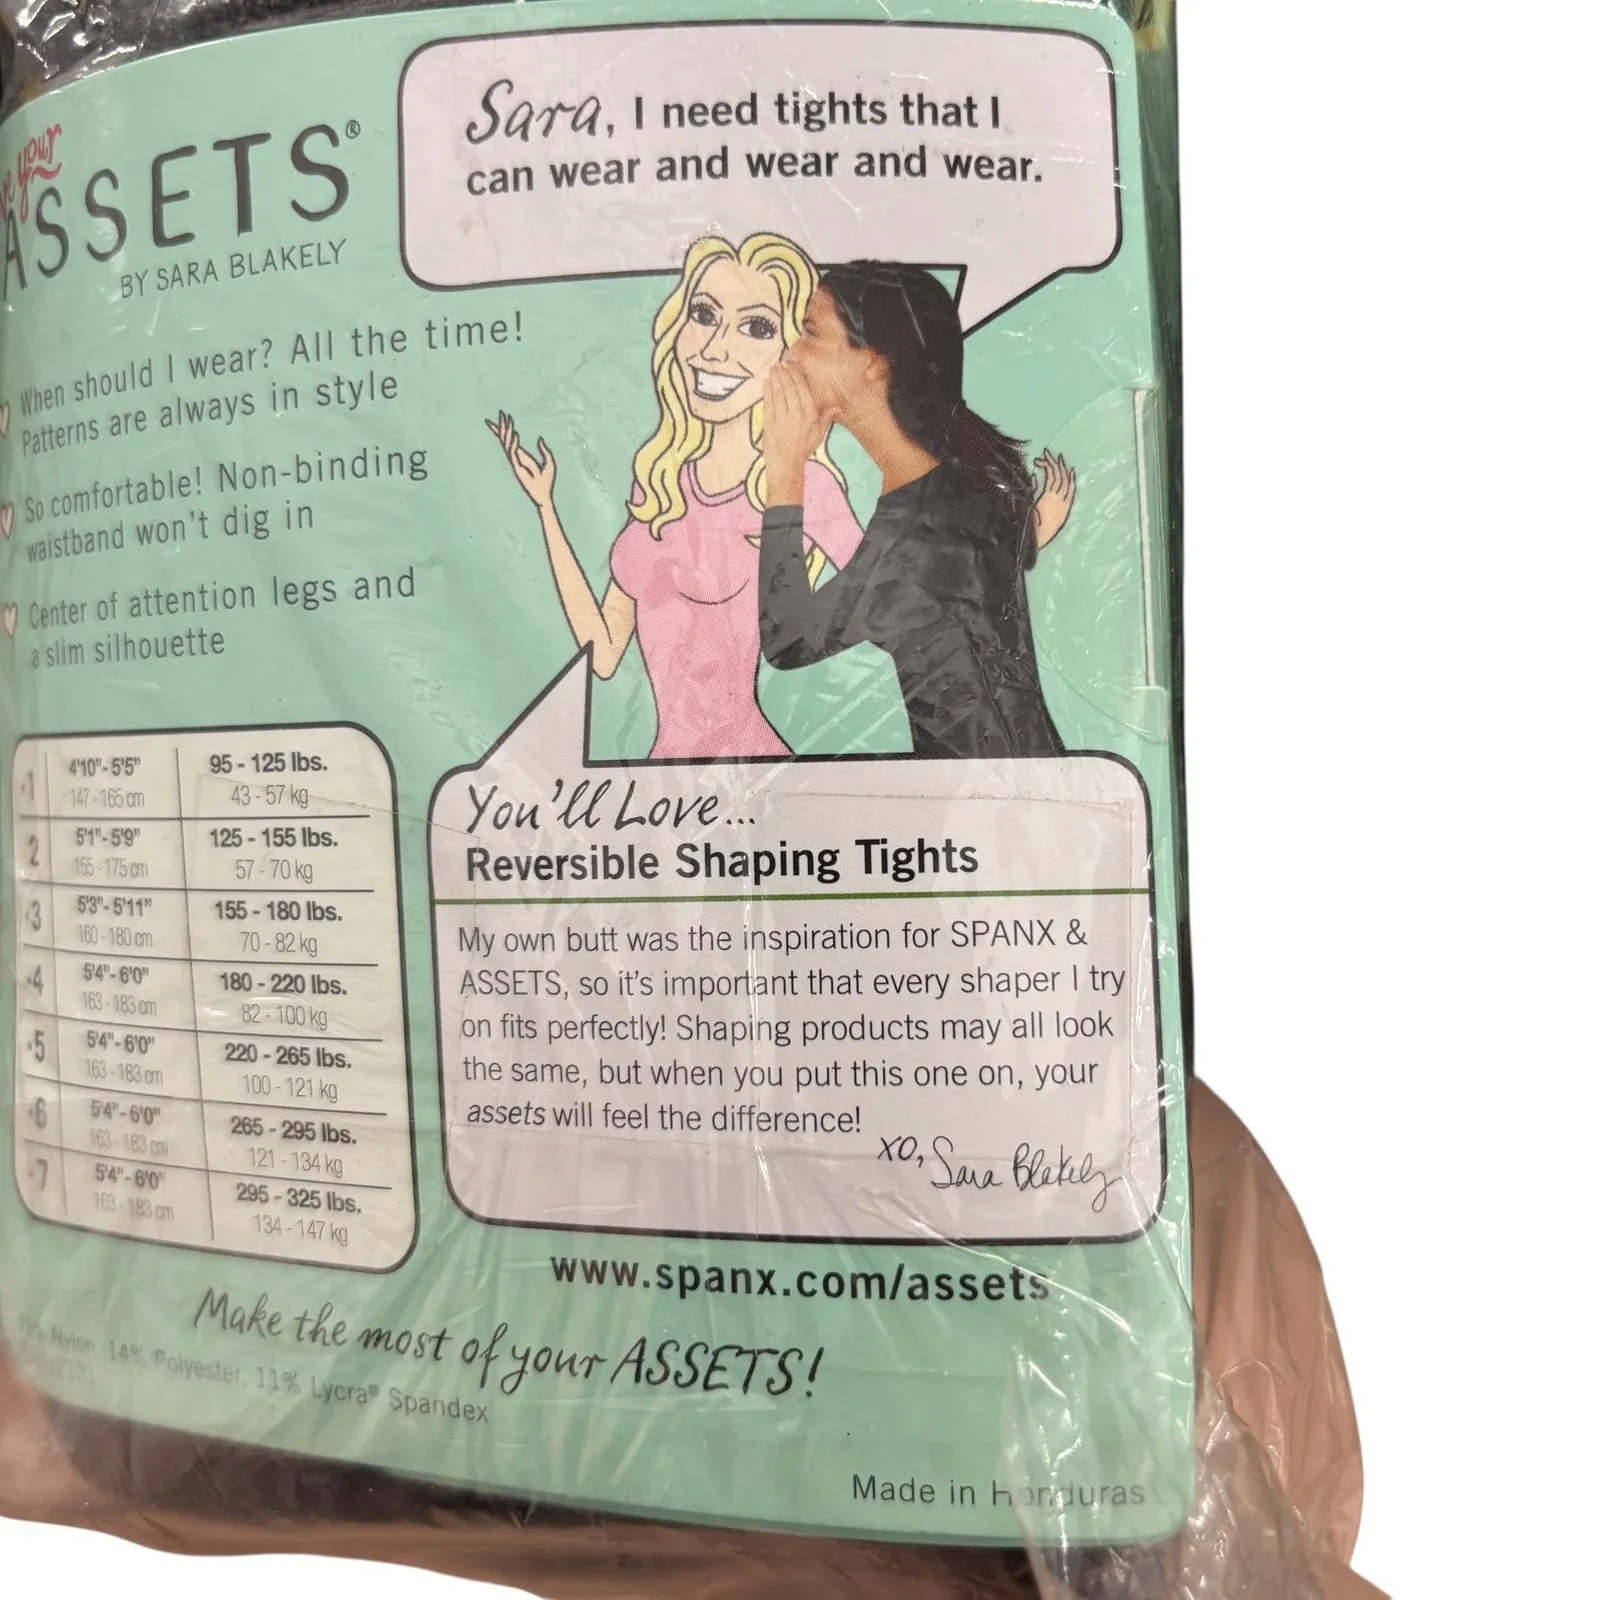 your
ASSETS®
BY SARA BLAKELY
Sara, I need tights that I
can wear and wear and wear.
When should I wear? All the time!
Patterns are always in style
So comfortable! Non-binding
waistband won't dig in
Center of attention legs and
a slim silhouette
1 4'10"-5'5" 95 - 125 lbs.
147-165 cm 43 - 57 kg
2 5'1"-5'9" 125 - 155 lbs.
155-175 cm 57 - 70 kg
3 5'3"-5'11" 155 - 180 lbs.
160-180 cm 70 - 82 kg
4 5'4"-6'0" 180 - 220 lbs.
163-183 cm 82 - 100 kg
5 5'4"-6'0" 220 - 265 lbs.
163-183 cm 100 - 121 kg
6 5'4"-6'0" 265 - 295 lbs.
163-183 cm 121 - 134 kg
7 5'4"-6'0" 295 - 325 lbs.
163-183 cm 134 - 147 kg
You'll Love...
Reversible Shaping Tights
My own butt was the inspiration for SPANX &
ASSETS, so it's important that every shaper I try
on fits perfectly! Shaping products may all look
the same, but when you put this one on, your
assets will feel the difference!
XO, Sara Blakely
www.spanx.com/assets
Make the most of your ASSETS!
Nylon 14% Polyester, 11% Lycra® Spandex
Made in Honduras